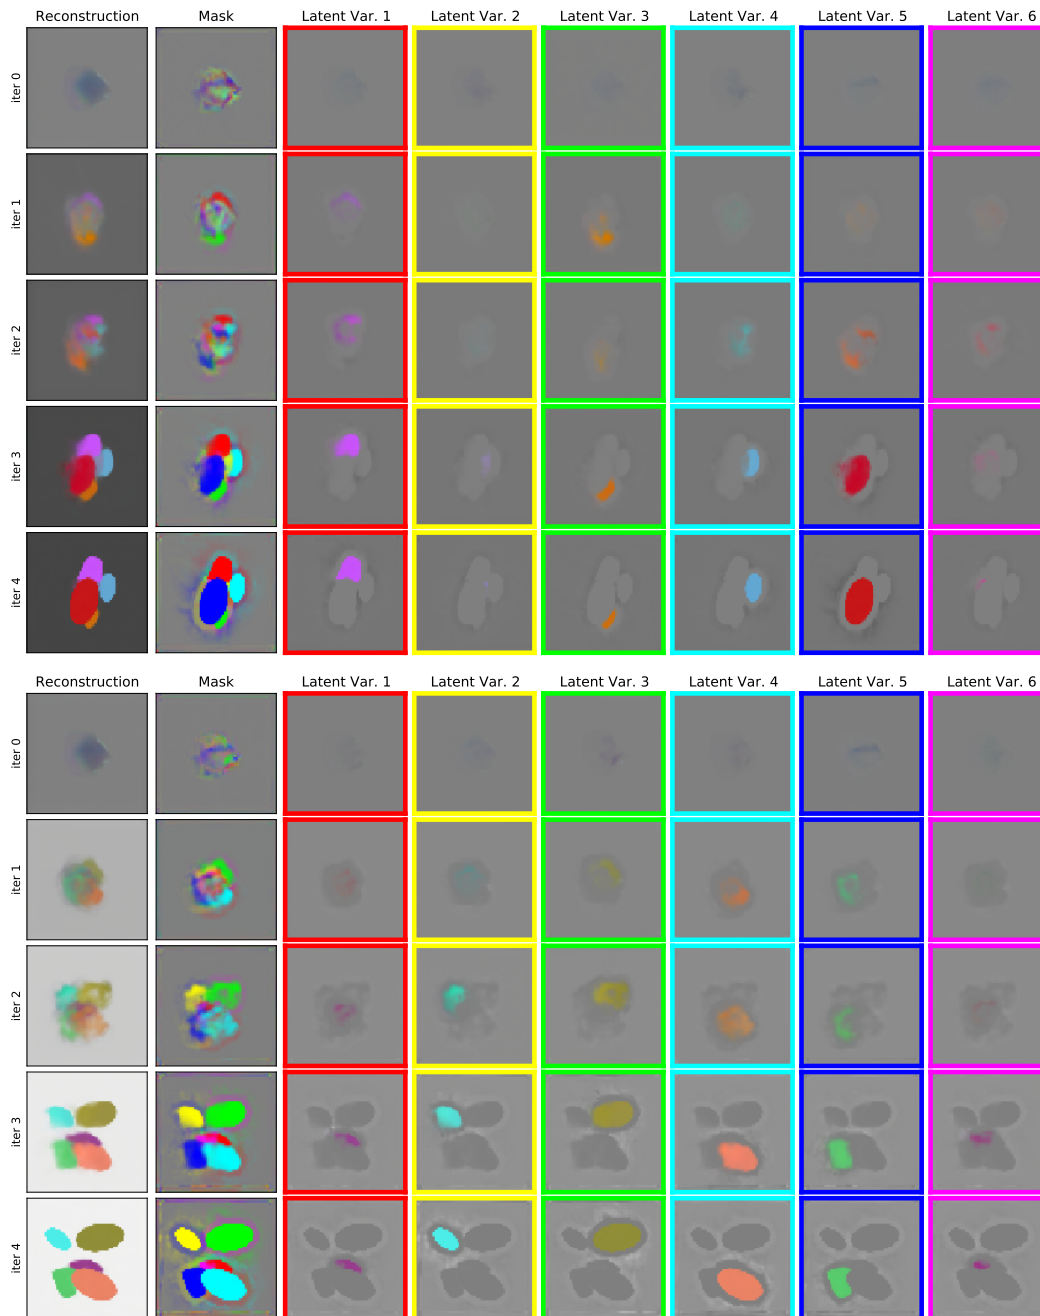 Reconstruction Mask Latent Var. 1 Latent Var. 2 Latent Var. 3 Latent Var. 4 Latent Var. 5 Latent Var. 6
iter 0
iter 1
iter 2
iter 3
iter 4
Reconstruction Mask Latent Var. 1 Latent Var. 2 Latent Var. 3 Latent Var. 4 Latent Var. 5 Latent Var. 6
iter 0
iter 1
iter 2
iter 3
iter 4